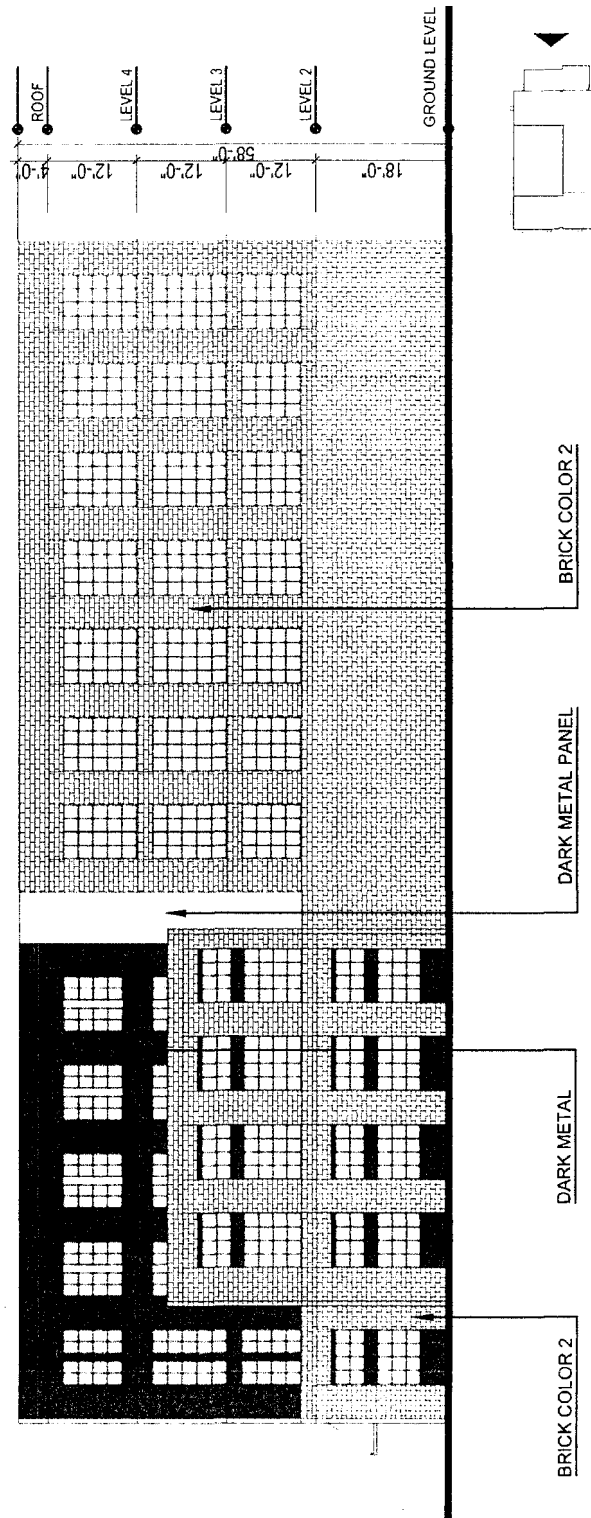 ROOF
LEVEL 4
LEVEL 3
LEVEL 2
GROUND LEVEL
4'-0"
12'-0"
12'-0"
12'-0"
18'-0"
58'-0"
BRICK COLOR 2
DARK METAL
DARK METAL PANEL
BRICK COLOR 2